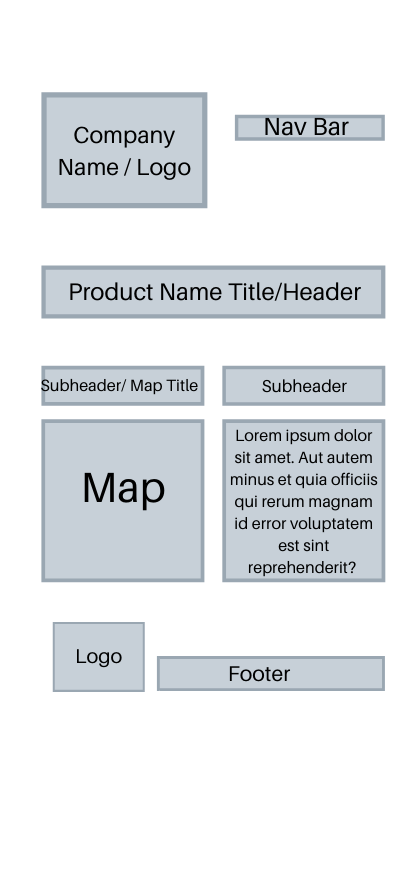 Company
Name / Logo
Nav Bar
Product Name Title/Header
Subheader/ Map Title
Subheader
Map
Lorem ipsum dolor
sit amet. Aut autem
minus et quia officiis
qui rerum magnam
id error voluptatem
est sint
reprehenderit?
Logo
Footer